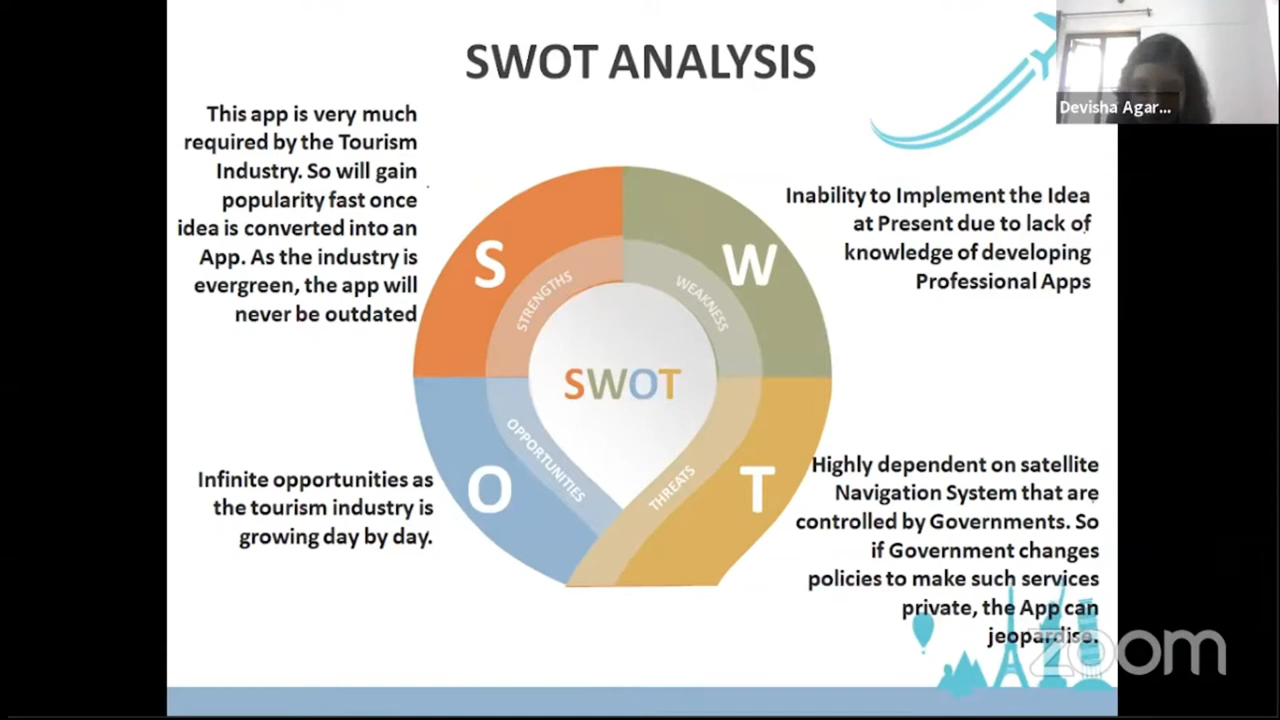 SWOT ANALYSIS
Devisha Agar...
This app is very much
required by the Tourism
Industry. So will gain
popularity fast once
idea is converted into an
App. As the industry is
evergreen, the app will
never be outdated
Inability to Implement the Idea
at Present due to lack of
knowledge of developing
Professional Apps
S
STRENGTHS
W
WEAKNESS
SWOT
O
OPPORTUNITIES
T
THREATS
Infinite opportunities as
the tourism industry is
growing day by day.
Highly dependent on satellite
Navigation System that are
controlled by Governments. So
if Government changes
policies to make such services
private, the App can
jeopardise.
zoom